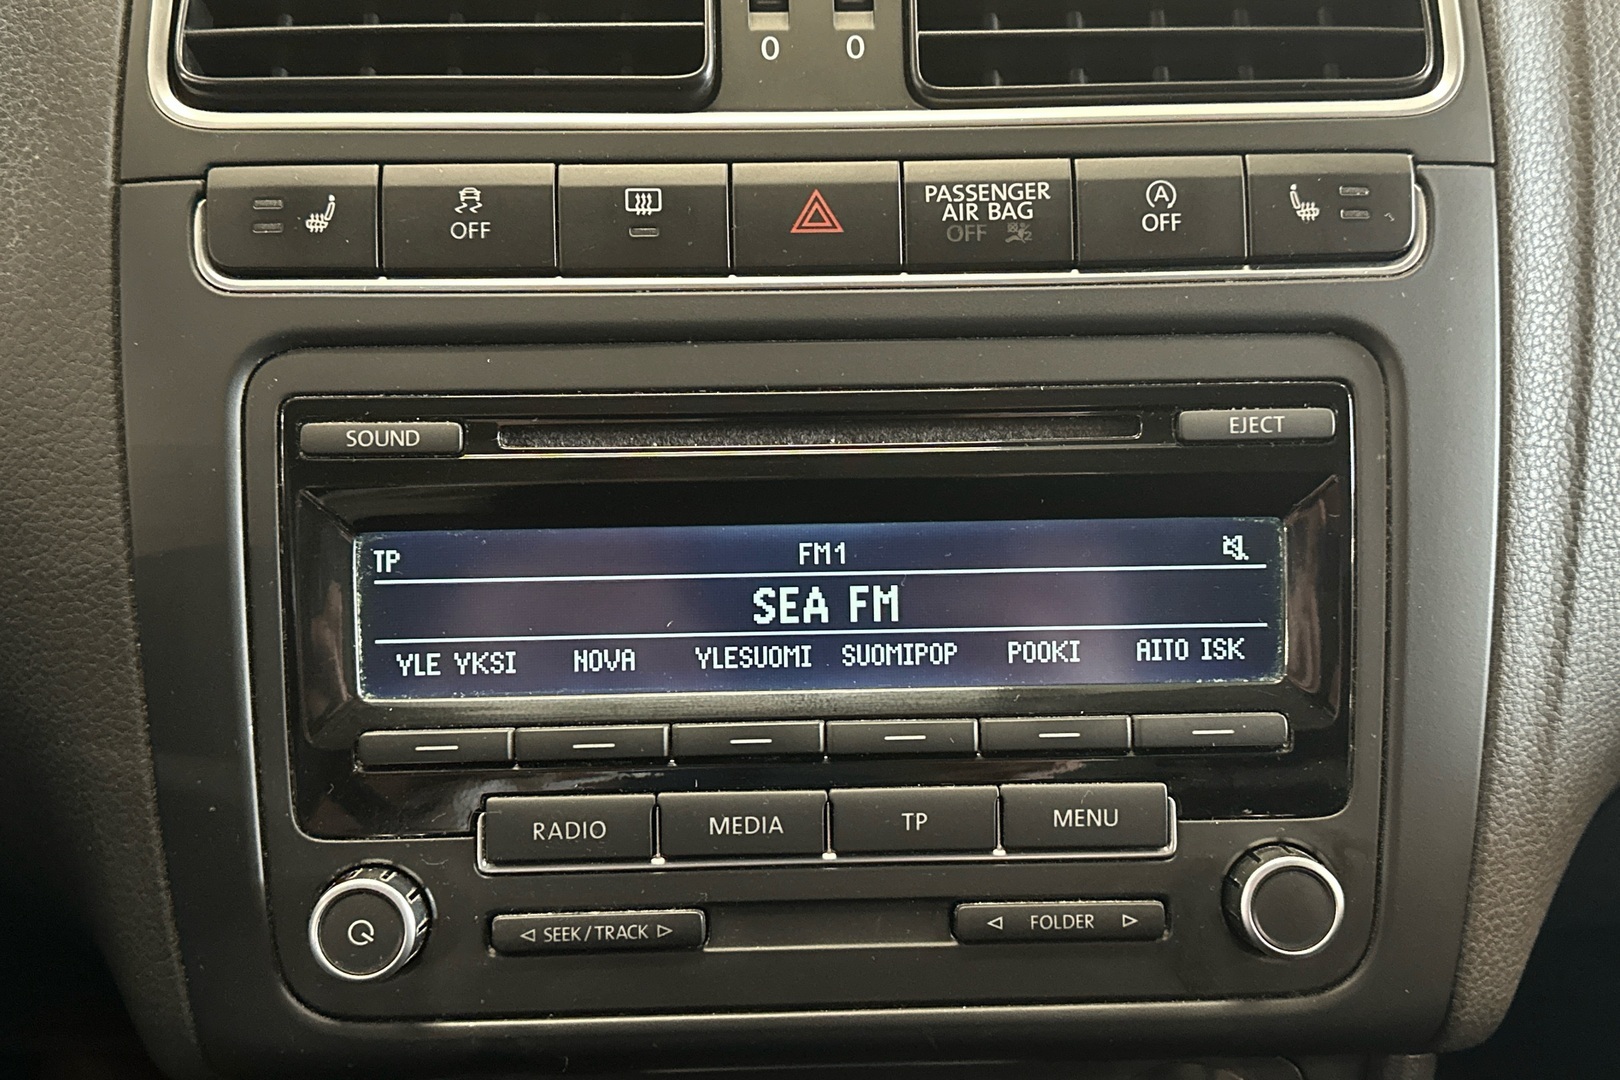 0 0
OFF
PASSENGER
AIR BAG
OFF
A
OFF
SOUND
EJECT
TP FM1
SEA FM
YLE YKSI NOVA YLESUOMI SUOMIPOP POOKI AITO ISK
RADIO MEDIA TP MENU
SEEK/TRACK
FOLDER